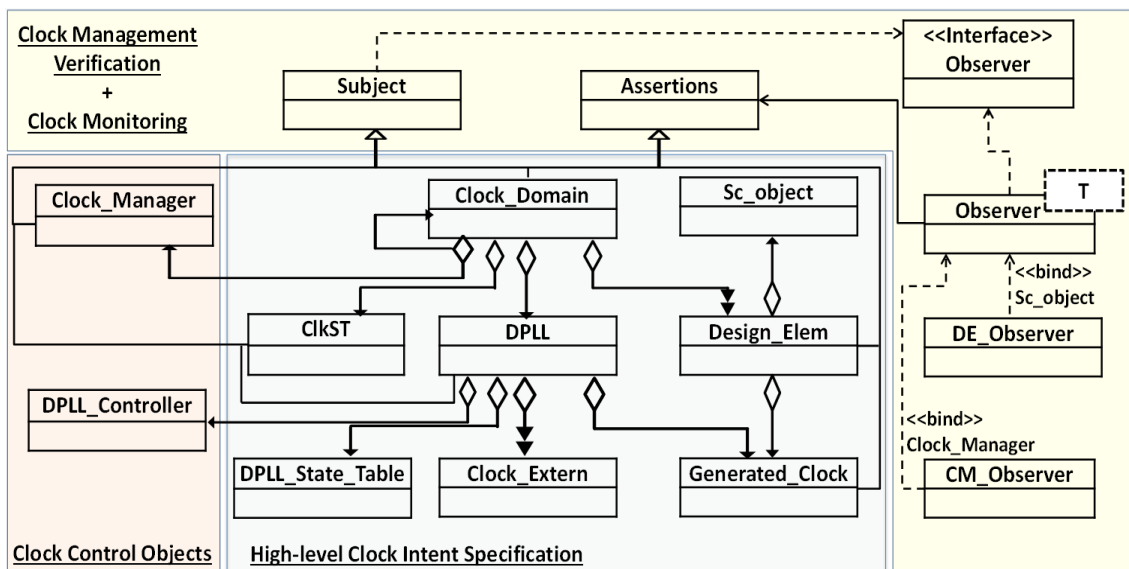 Clock Management
Verification
+
Clock Monitoring
<<Interface>>
Observer
Subject
Assertions
Clock_Manager
Clock_Domain
Sc_object
T
Observer
<<bind>>
Sc_object
ClkST
DPLL
Design_Elem
DE_Observer
DPLL_Controller
<<bind>>
Clock_Manager
DPLL_State_Table
Clock_Extern
Generated_Clock
CM_Observer
Clock Control Objects
High-level Clock Intent Specification